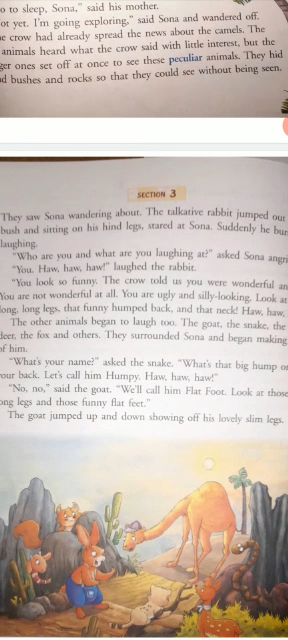 to sleep, Sona," said his mother.
ot yet. I'm going exploring," said Sona and wandered off.
e crow had already spread the news about the camels. The
animals heard what the crow said with little interest, but the
ger ones set off at once to see these peculiar animals. They hid
d bushes and rocks so that they could see without being seen.
SECTION 3
They saw Sona wandering about. The talkative rabbit jumped out
bush and sitting on his hind legs, stared at Sona. Suddenly he bur
laughing.
"Who are you and what are you laughing at?" asked Sona angri
"You. Haw, haw, haw!" laughed the rabbit.
"You look so funny. The crow told us you were wonderful an
You are not wonderful at all. You are ugly and silly-looking. Look at
long, long legs, that funny humped back, and that neck! Haw, haw,
The other animals began to laugh too. The goat, the snake, the
deer, the fox and others. They surrounded Sona and began making
of him.
"What's your name?" asked the snake. "What's that big hump on
your back. Let's call him Humpy. Haw, haw, haw!"
"No, no," said the goat. "We'll call him Flat Foot. Look at those
ong legs and those funny flat feet."
The goat jumped up and down showing off his lovely slim legs.